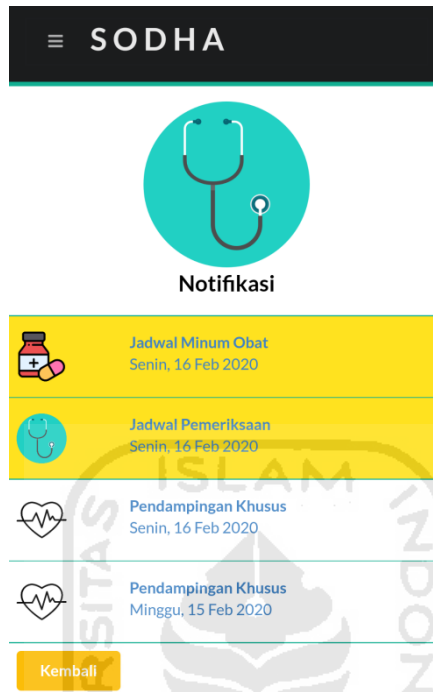 SODHA
Notifikasi
Jadwal Minum Obat
Senin, 16 Feb 2020
Jadwal Pemeriksaan
Senin, 16 Feb 2020
ISLAM
Pendampingan Khusus
Senin, 16 Feb 2020
Pendampingan Khusus
Minggu, 15 Feb 2020
Kembali